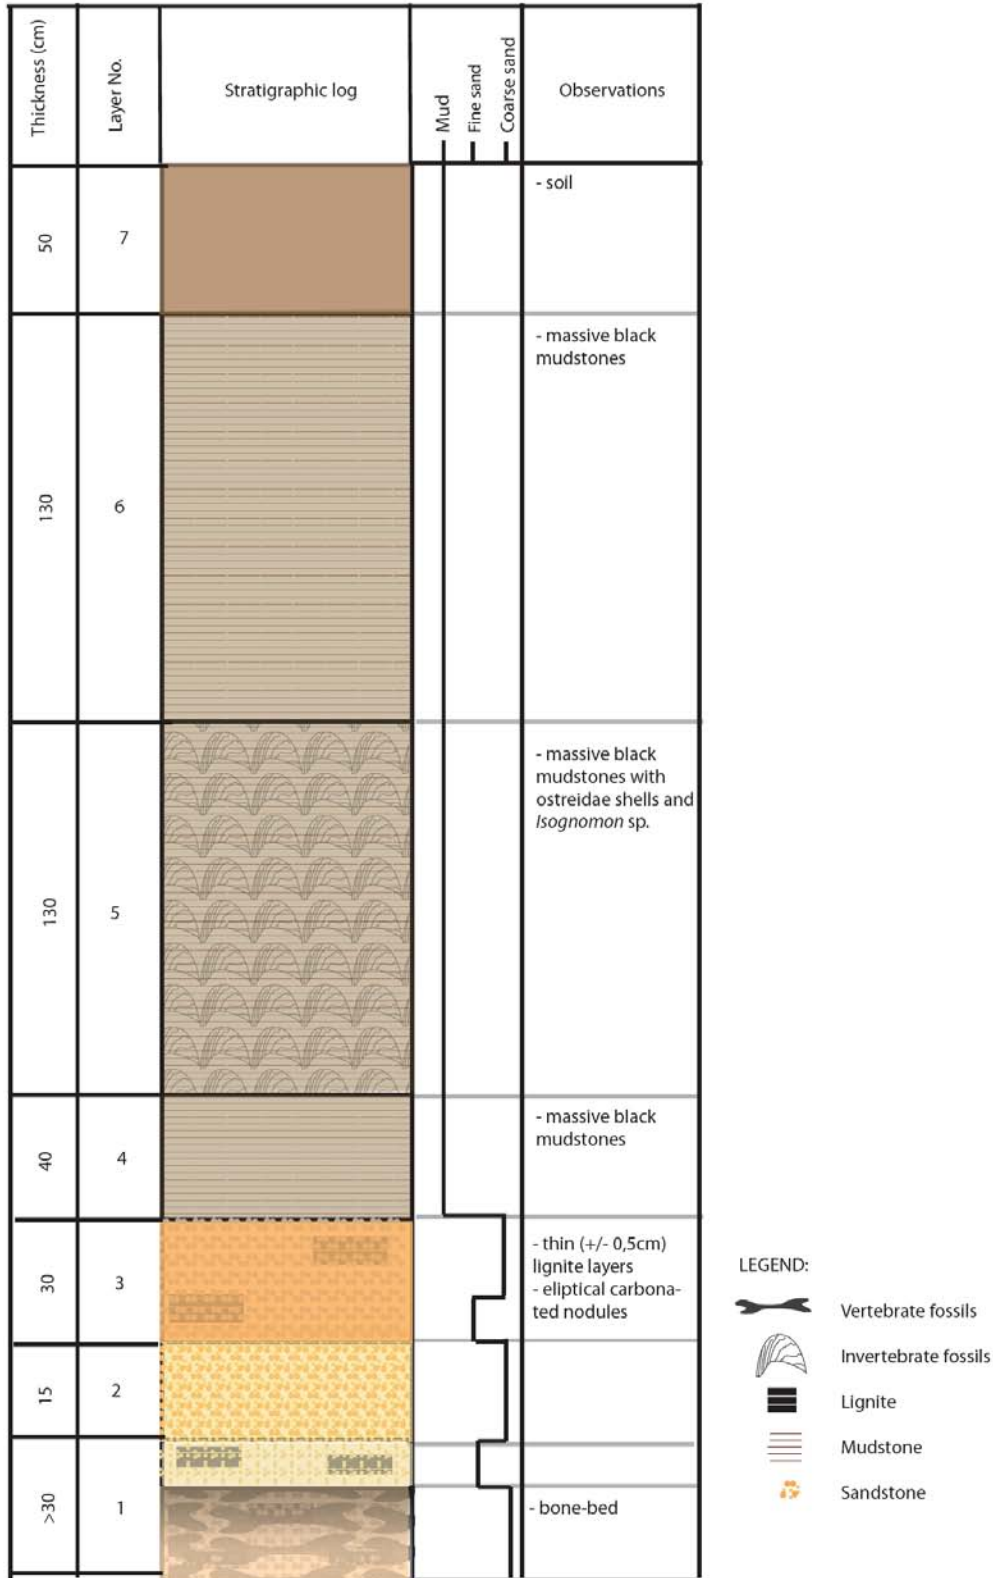 Thickness (cm)
Layer No.
Stratigraphic log
Mud
Fine sand
Coarse sand
Observations
50
7
- soil
130
6
- massive black
mudstones
130
5
- massive black
mudstones with
ostreidae shells and
Isognomon sp.
40
4
- massive black
mudstones
30
3
- thin (+/- 0,5cm)
lignite layers
- eliptical carbona-
ted nodules
15
2
>30
1
- bone-bed
LEGEND:
Vertebrate fossils
Invertebrate fossils
Lignite
Mudstone
Sandstone